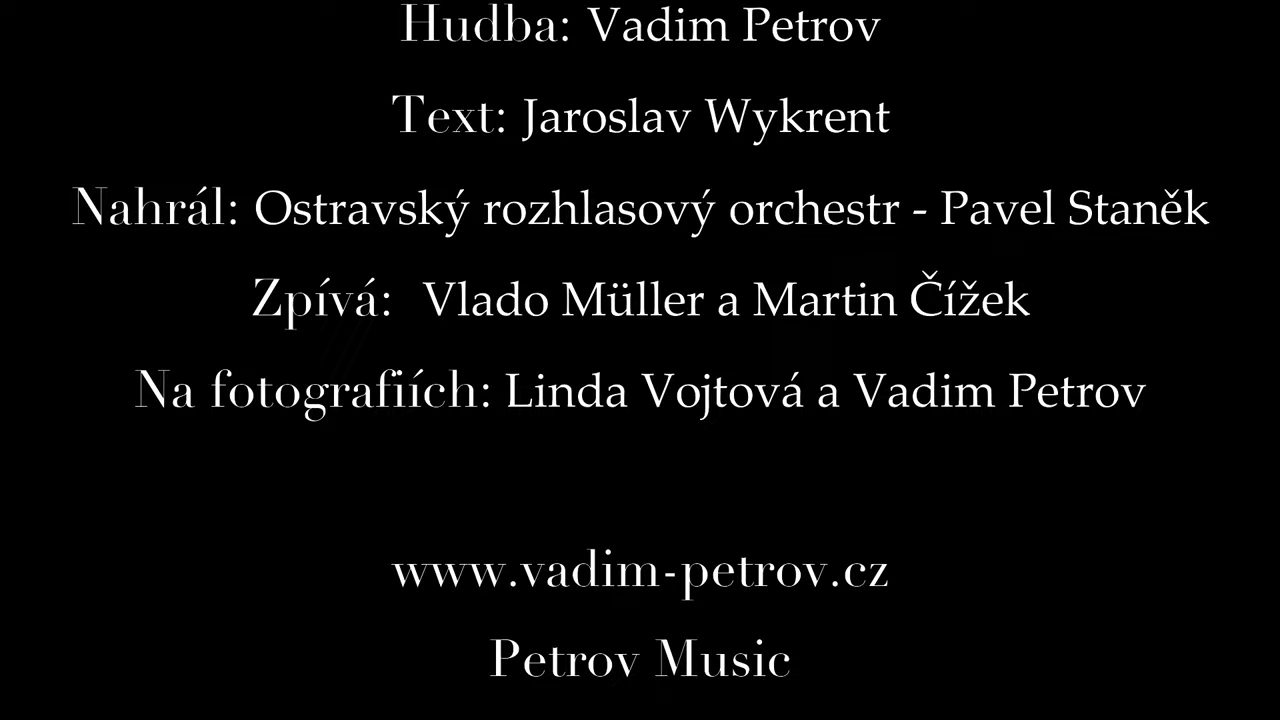 Hudba: Vadim Petrov
Text: Jaroslav Wykrent
Nahrál: Ostravský rozhlasový orchestr - Pavel Staněk
Zpívá: Vlado Müller a Martin Čížek
Na fotografiích: Linda Vojtová a Vadim Petrov
www.vadim-petrov.cz
Petrov Music